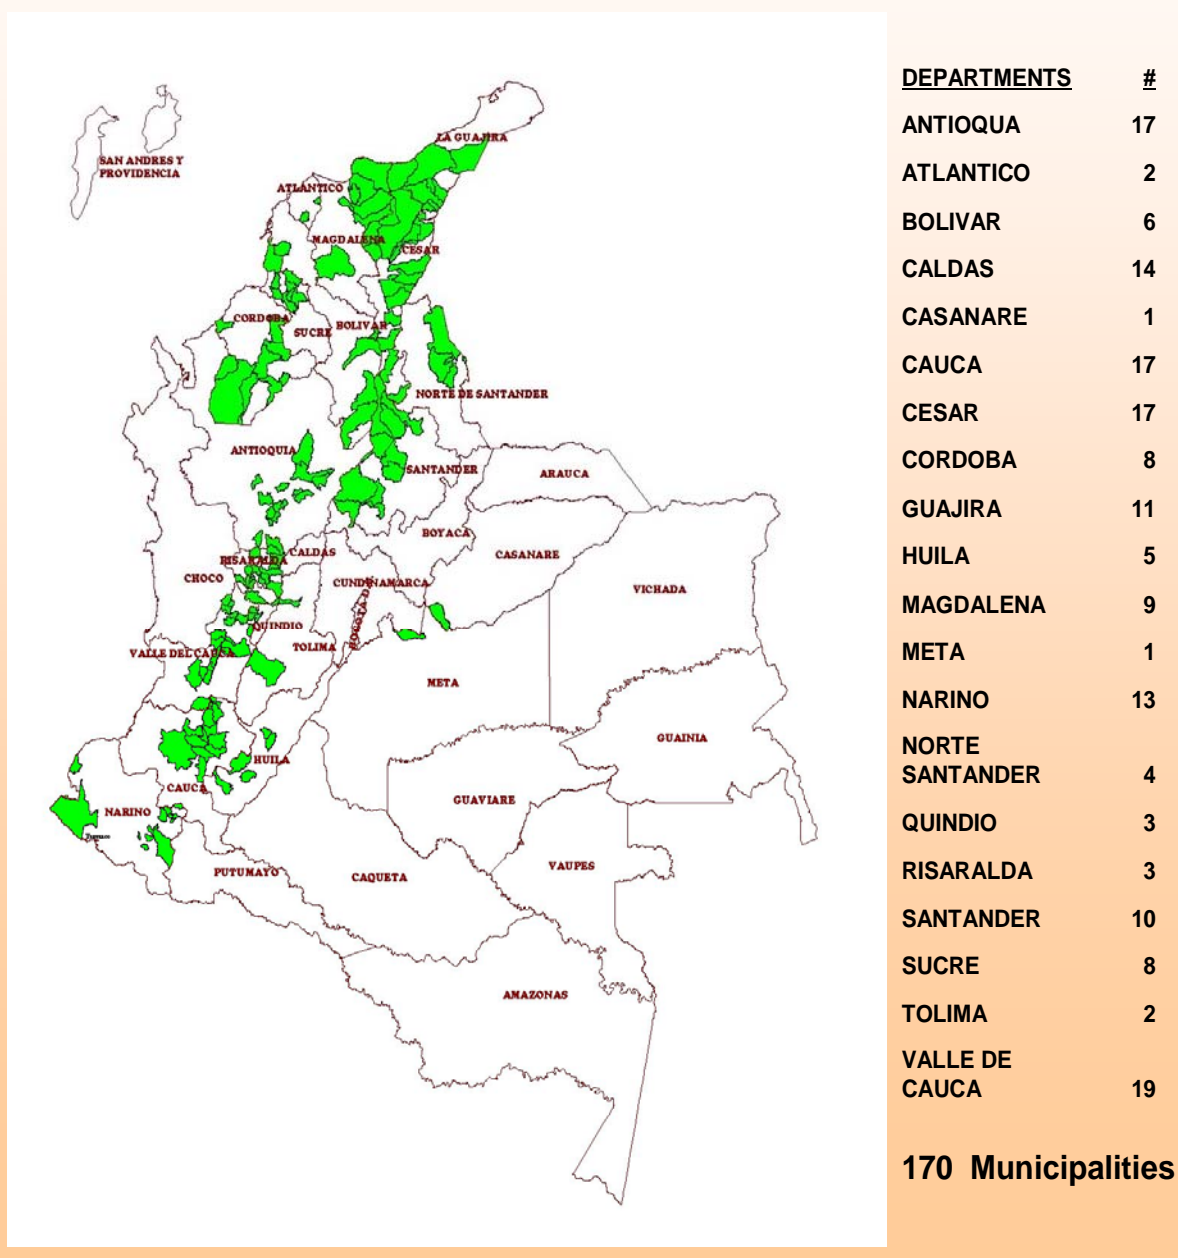 LA GUAJIRA
SAN ANDRES Y
PROVIDENCIA
ATLANTICO
MAGDALENA
CESAR
CORDOBA
SUCRE
BOLIVAR
NORTE DE SANTANDER
ANTIOQUIA
SANTANDER
ARAUCA
BOYACA
CASANARE
CALDAS
RISARALDA
CHOCO
CUNDINAMARCA
VICHADA
QUINDIO
TOLIMA
VALLE DEL CAUCA
META
GUAINIA
HUILA
CAUCA
GUAVIARE
NARINO
VAUPES
PUTUMAYO
CAQUETA
AMAZONAS
DEPARTMENTS #
ANTIOQUA 17
ATLANTICO 2
BOLIVAR 6
CALDAS 14
CASANARE 1
CAUCA 17
CESAR 17
CORDOBA 8
GUAJIRA 11
HUILA 5
MAGDALENA 9
META 1
NARINO 13
NORTE
SANTANDER 4
QUINDIO 3
RISARALDA 3
SANTANDER 10
SUCRE 8
TOLIMA 2
VALLE DE
CAUCA 19
170 Municipalities